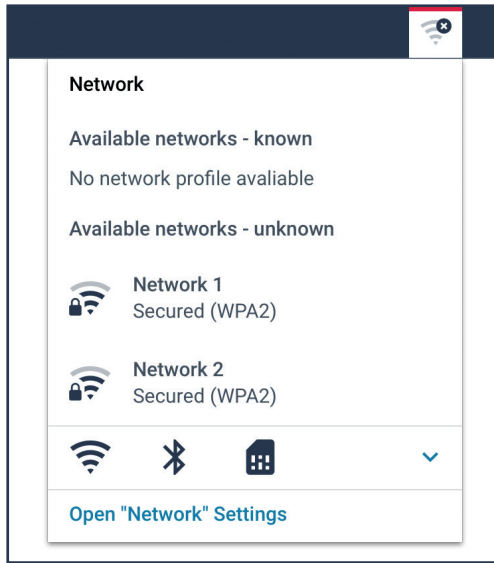 Network
Available networks - known
No network profile avaliable
Available networks - unknown
Network 1
Secured (WPA2)
Network 2
Secured (WPA2)
Open "Network" Settings